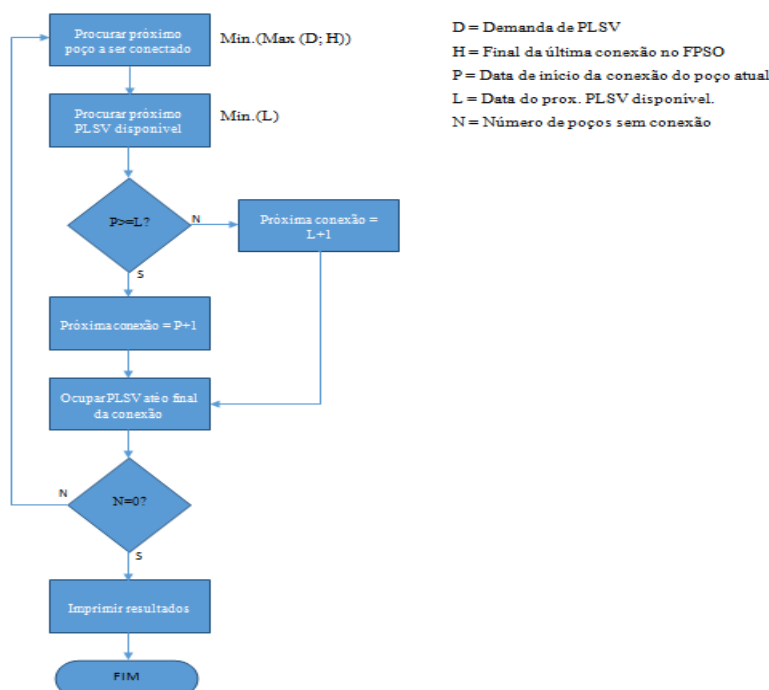 Procurar próximo
poço a ser conectado
Min.(Max (D; H))
D = Demanda de PLSV
H = Final da última conexão no FPSO
P = Data de início da conexão do poço atual
L = Data do prox. PLSV disponível.
N = Número de poços sem conexão
Procurar próximo
PLSV disponível
Min.(L)
P>=L?
N
Próxima conexão =
L+1
S
Próxima conexão = P+1
Ocupar PLSV até o final
da conexão
N
N=0?
S
Imprimir resultados
FIM